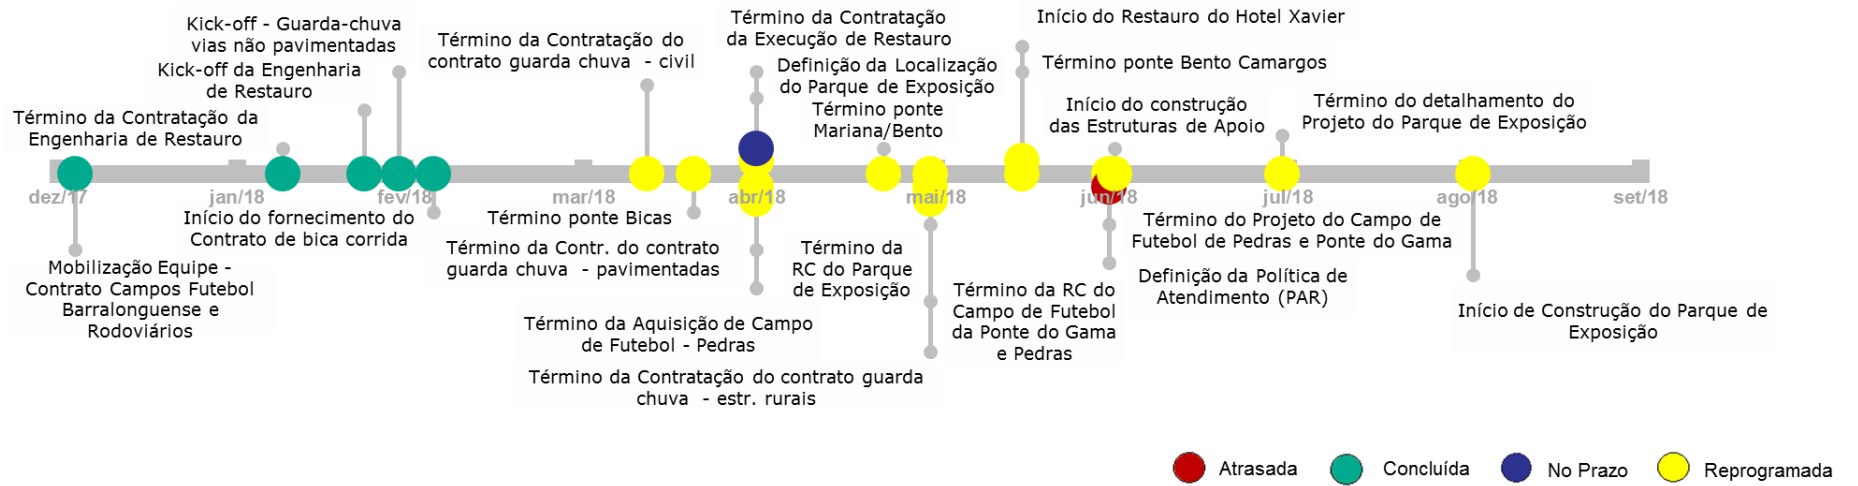 Kick-off - Guarda-chuva
vias não pavimentadas
Kick-off da Engenharia
de Restauro
Término da Contratação da
Engenharia de Restauro
Término da Contratação do
contrato guarda chuva - civil
Término da Contratação
da Execução de Restauro
Definição da Localização
do Parque de Exposição
Término ponte
Mariana/Bento
Início do Restauro do Hotel Xavier
Término ponte Bento Camargos
Início do construção
das Estruturas de Apoio
Término do detalhamento do
Projeto do Parque de Exposição
dez/17
jan/18
fev/18
mar/18
abr/18
mai/18
jun/18
jul/18
ago/18
set/18
Início do fornecimento do
Contrato de bica corrida
Mobilização Equipe -
Contrato Campos Futebol
Barralonguense e
Rodoviários
Término ponte Bicas
Término da Contr. do contrato
guarda chuva - pavimentadas
Término da Aquisição de Campo
de Futebol - Pedras
Término da Contratação do contrato guarda
chuva - estr. rurais
Término da
RC do Parque
de Exposição
Término da RC do
Campo de Futebol
da Ponte do Gama
e Pedras
Término do Projeto do Campo de
Futebol de Pedras e Ponte do Gama
Definição da Política de
Atendimento (PAR)
Início de Construção do Parque de
Exposição
Atrasada
Concluída
No Prazo
Reprogramada